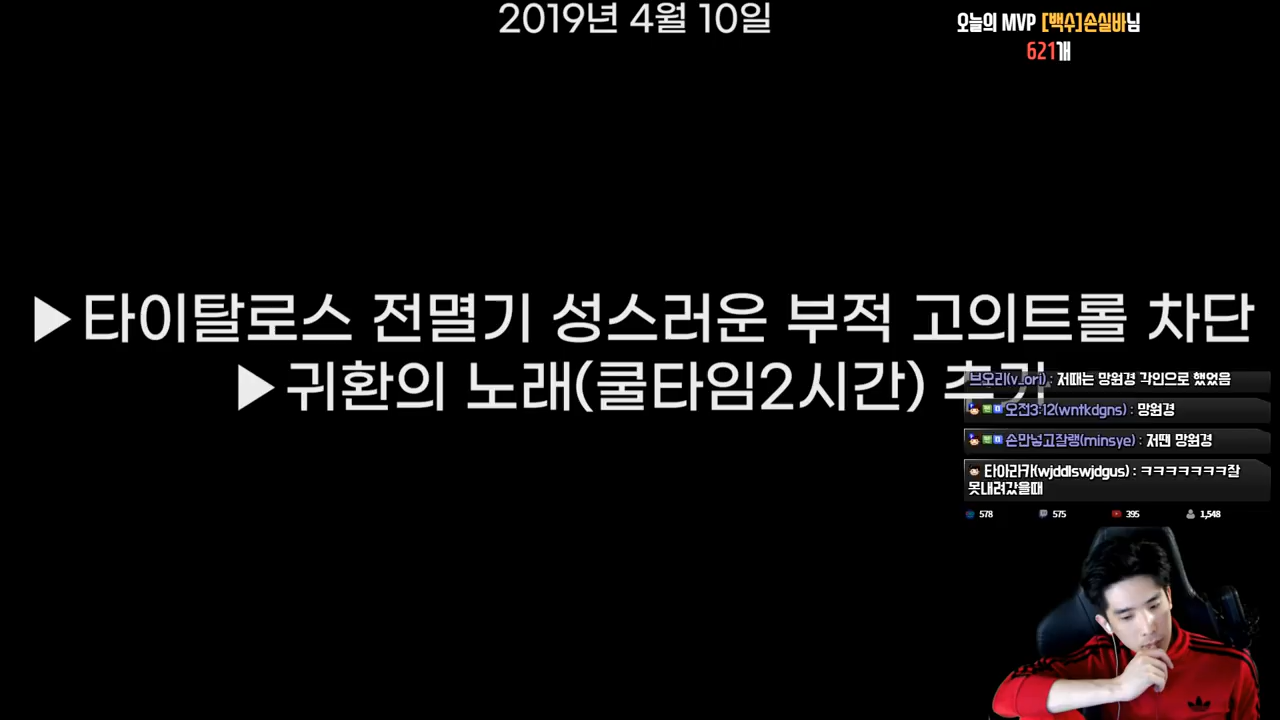 2019년 4월 10일
오늘의 MVP [백수]손실바님
621개
▶타이탈로스 전멸기 성스러운 부적 고의트롤 차단
▶귀환의 노래(쿨타임2시간) 추가
브오리(v_ori) : 저때는 망원경 각인으로 했었음
오전3:12(wntkdgns) : 망원경
손만넣고잘랭(minsye) : 저땐 망원경
타아라카(wjddlswjdgus) : ㅋㅋㅋㅋㅋㅋㅋ잘
못내려갔을때
578 575 395 1,548